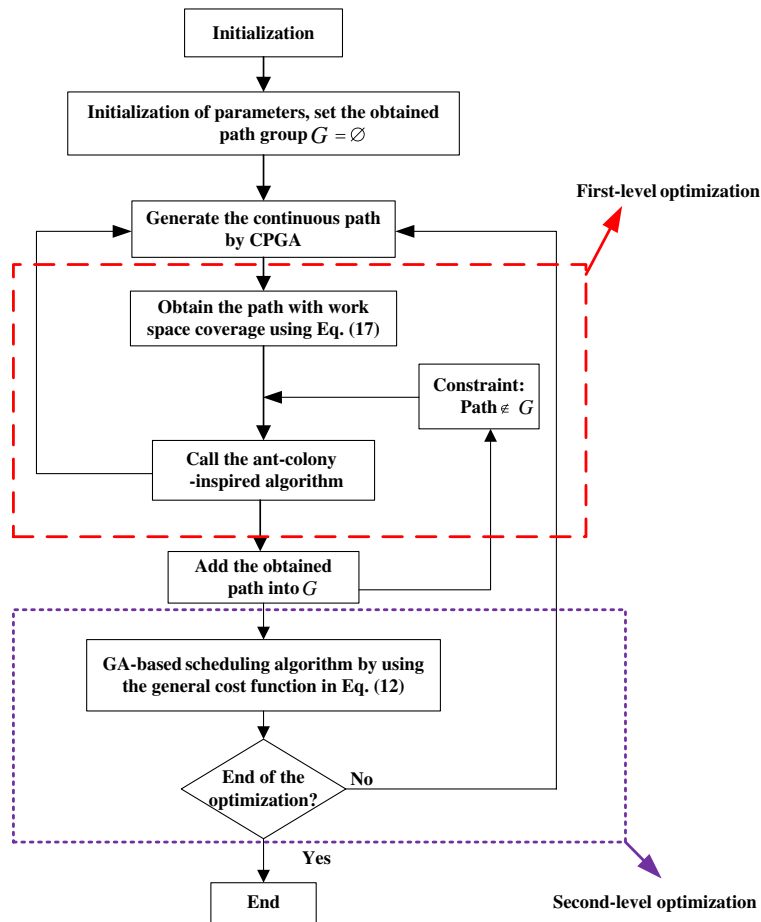 Initialization
Initialization of parameters, set the obtained
path group G = ∅
First-level optimization
Generate the continuous path
by CPGA
Obtain the path with work
space coverage using Eq. (17)
Constraint:
Path ∉ G
Call the ant-colony
-inspired algorithm
Add the obtained
path into G
GA-based scheduling algorithm by using
the general cost function in Eq. (12)
End of the
optimization?
No
Yes
End
Second-level optimization